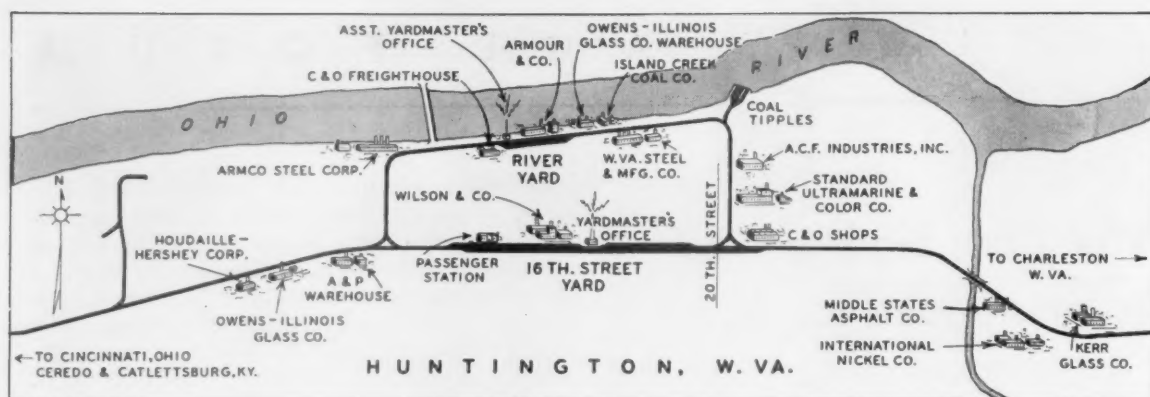 ASS'T. YARDMASTER'S
OFFICE
ARMOUR
& CO.
OWENS-ILLINOIS
GLASS CO. WAREHOUSE
ISLAND CREEK
COAL CO.
RIVER
C & O FREIGHTHOUSE
OHIO
COAL
TIPPLES
ARMCO STEEL CORP.
RIVER
YARD
W. VA. STEEL
& MFG. CO.
A.C.F. INDUSTRIES, INC.
N
WILSON & CO.
YARDMASTER'S
OFFICE
20 TH. STREET
STANDARD
ULTRAMARINE &
COLOR CO.
C & O SHOPS
HOUDAILLE-
HERSHEY CORP.
PASSENGER
STATION
16 TH. STREET
YARD
A & P
WAREHOUSE
OWENS-ILLINOIS
GLASS CO.
TO CHARLESTON
W. VA.
MIDDLE STATES
ASPHALT CO.
INTERNATIONAL
NICKEL CO.
KERR
GLASS CO.
TO CINCINNATI, OHIO
CEREDO & CATLETTSBURG, KY.
HUNTINGTON, W. VA.